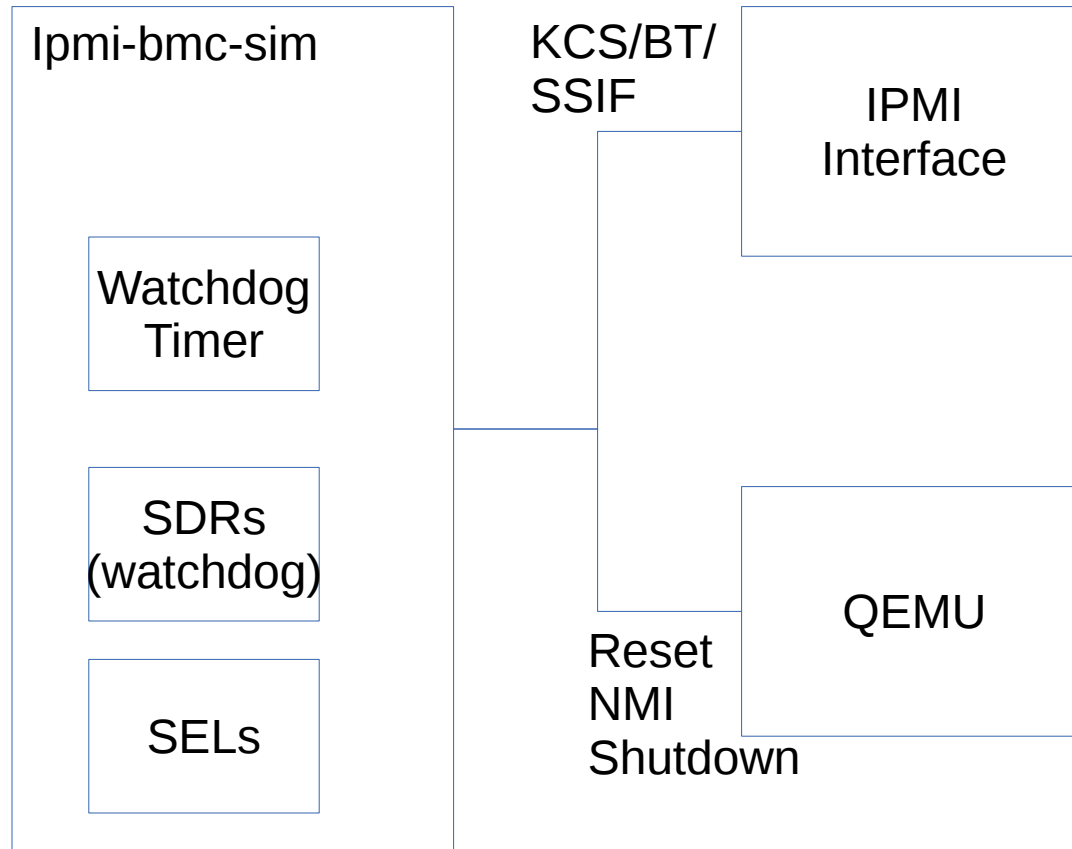 Ipmi-bmc-sim
KCS/BT/
SSIF
IPMI
Interface
Watchdog
Timer
SDRs
(watchdog)
SELs
QEMU
Reset
NMI
Shutdown